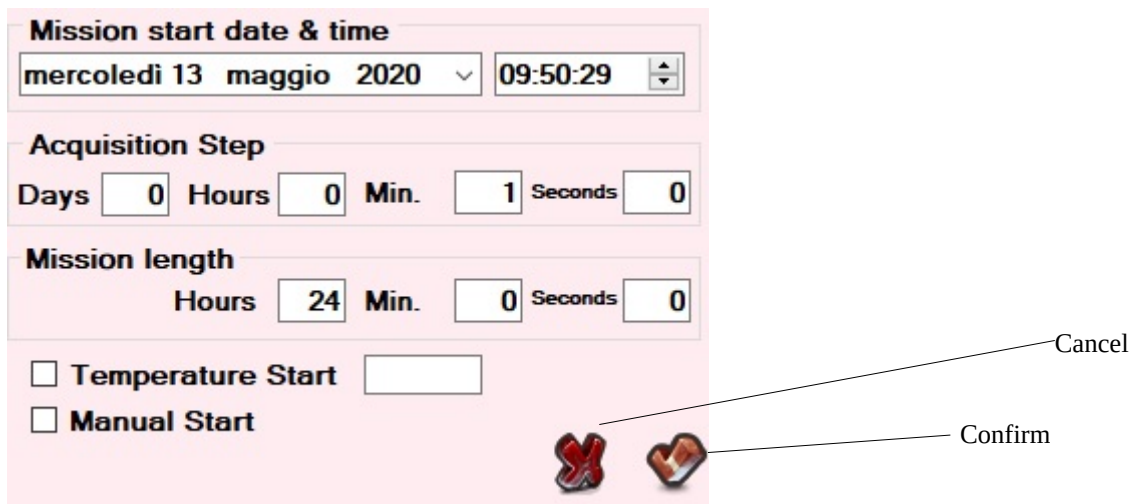 Mission start date & time
mercoledì 13 maggio 2020 09:50:29
Acquisition Step
Days 0 Hours 0 Min. 1 Seconds 0
Mission length
Hours 24 Min. 0 Seconds 0
Temperature Start
Manual Start
Cancel
Confirm